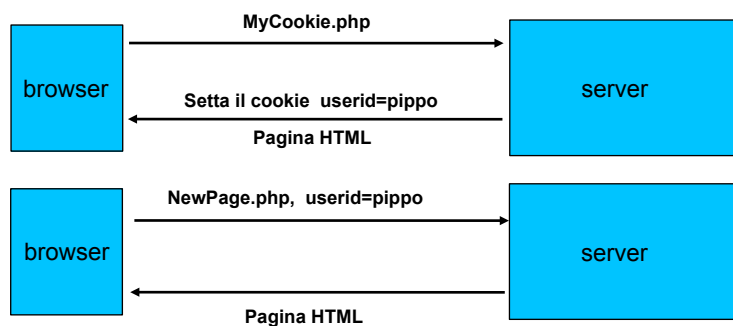 MyCookie.php
browser
server
Setta il cookie userid=pippo
Pagina HTML
NewPage.php, userid=pippo
browser
server
Pagina HTML